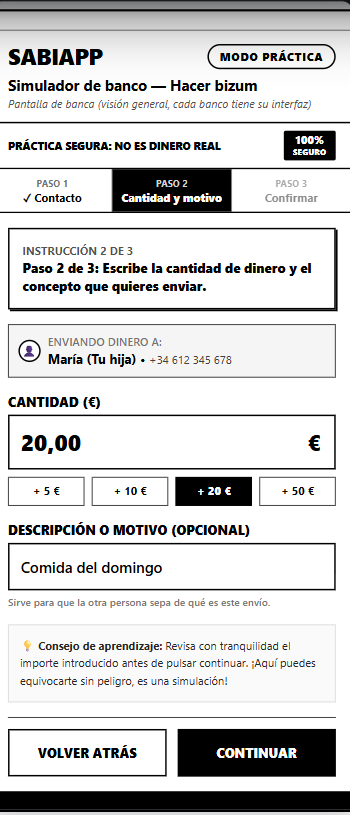 SABIAPP
MODO PRÁCTICA
Simulador de banco — Hacer bizum
Pantalla de banca (visión general, cada banco tiene su interfaz)
PRÁCTICA SEGURA: NO ES DINERO REAL
100%
SEGURO
PASO 1
✓ Contacto
PASO 2
Cantidad y motivo
PASO 3
Confirmar
INSTRUCCIÓN 2 DE 3
Paso 2 de 3: Escribe la cantidad de dinero y el
concepto que quieres enviar.
ENVIANDO DINERO A:
María (Tu hija) • +34 612 345 678
CANTIDAD (€)
20,00 €
+ 5 €
+ 10 €
+ 20 €
+ 50 €
DESCRIPCIÓN O MOTIVO (OPCIONAL)
Comida del domingo
Sirve para que la otra persona sepa de qué es este envío.
💡 Consejo de aprendizaje: Revisa con tranquilidad el
importe introducido antes de pulsar continuar. ¡Aquí puedes
equivocarte sin peligro, es una simulación!
VOLVER ATRÁS
CONTINUAR